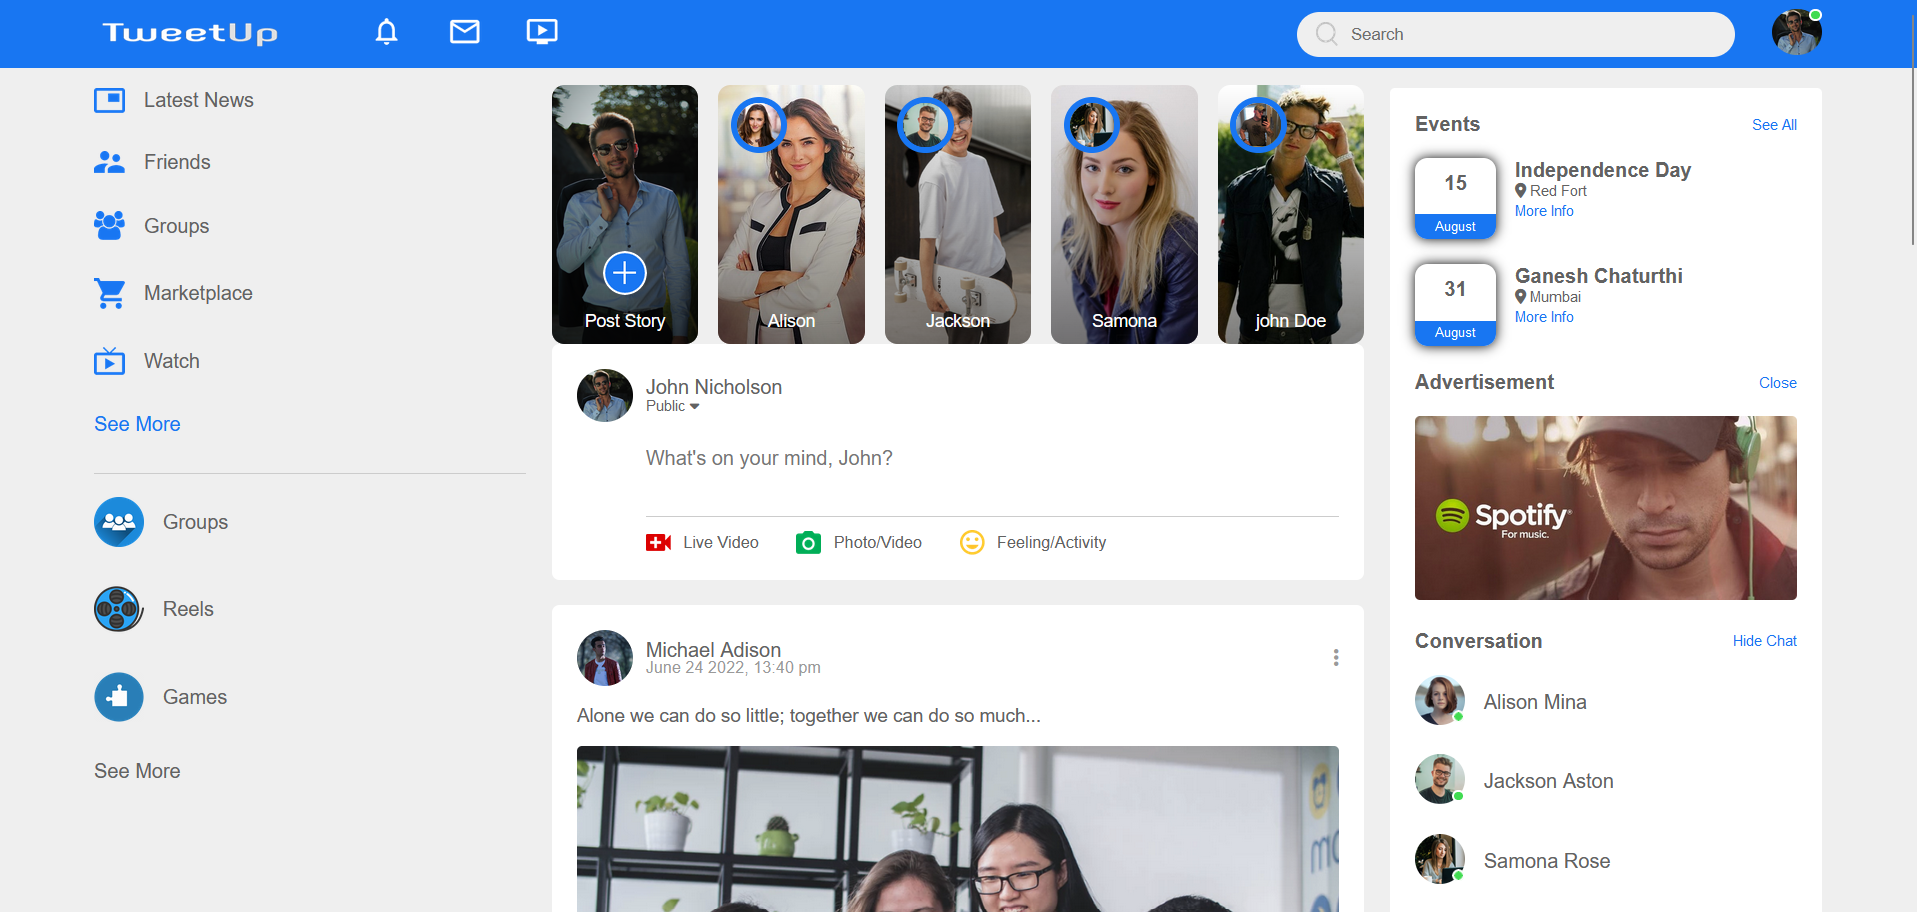 TweetUp
Search
Latest News
Friends
Groups
Marketplace
Watch
See More
Groups
Reels
Games
See More
Post Story
Alison
Jackson
Samona
john Doe
John Nicholson
Public
What's on your mind, John?
Live Video
Photo/Video
Feeling/Activity
Michael Adison
June 24 2022, 13:40 pm
Alone we can do so little; together we can do so much...
Events
See All
15
August
Independence Day
Red Fort
More Info
31
August
Ganesh Chaturthi
Mumbai
More Info
Advertisement
Close
Spotify®
For music.
Conversation
Hide Chat
Alison Mina
Jackson Aston
Samona Rose